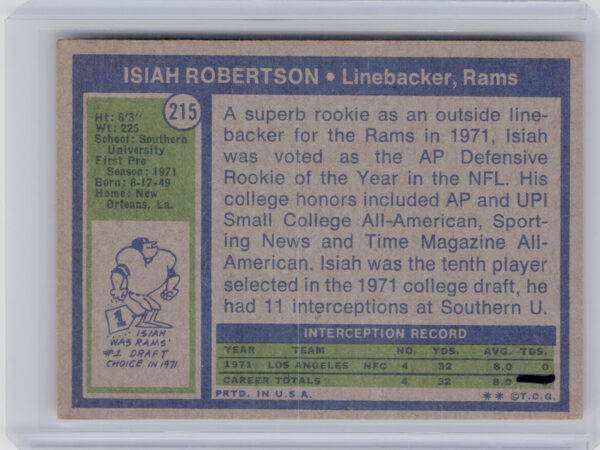 ISIAH ROBERTSON • Linebacker, Rams
215
Ht: 6'3"
Wt: 225
School: Southern
University
First Pro
Season: 1971
Born: 8-17-49
Home: New
Orleans, La.
1
....ISIAH
WAS RAMS'
#1 DRAFT
CHOICE IN 1971.
A superb rookie as an outside line-
backer for the Rams in 1971, Isiah
was voted as the AP Defensive
Rookie of the Year in the NFL. His
college honors included AP and UPI
Small College All-American, Sport-
ing News and Time Magazine All-
American. Isiah was the tenth player
selected in the 1971 college draft, he
had 11 interceptions at Southern U.
INTERCEPTION RECORD
YEAR TEAM NO. YDS. AVG. TDS.
1971 LOS ANGELES NFC 4 32 8.0 0
CAREER TOTALS 4 32 8.0
PRTD. IN U.S.A. ** ©T.C.G.